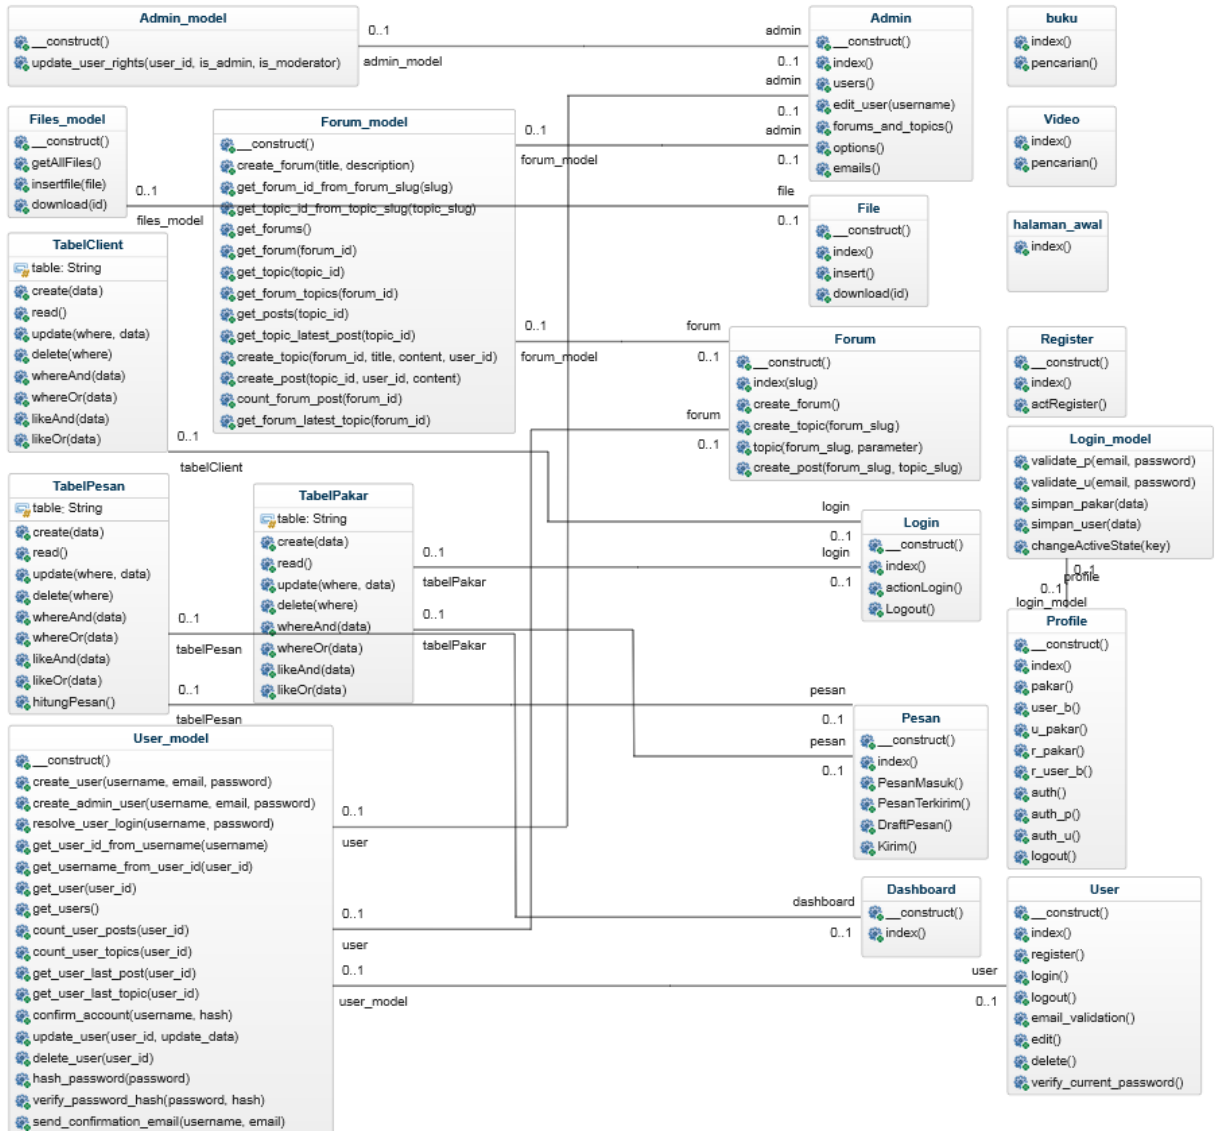 Admin_model
__construct()
update_user_rights(user_id, is_admin, is_moderator)
0..1
admin_model
admin
0..1
admin
0..1
admin
0..1
Admin
__construct()
index()
users()
edit_user(username)
forums_and_topics()
options()
emails()
buku
index()
pencarian()
Files_model
__construct()
getAllFiles()
insertfile(file)
download(id)
0..1
files_model
Forum_model
__construct()
create_forum(title, description)
get_forum_id_from_forum_slug(slug)
get_topic_id_from_topic_slug(topic_slug)
get_forums()
get_forum(forum_id)
get_topic(topic_id)
get_forum_topics(forum_id)
get_posts(topic_id)
get_topic_latest_post(topic_id)
create_topic(forum_id, title, content, user_id)
create_post(topic_id, user_id, content)
count_forum_post(forum_id)
get_forum_latest_topic(forum_id)
0..1
forum_model
0..1
forum_model
Video
index()
pencarian()
file
0..1
File
__construct()
index()
insert()
download(id)
halaman_awal
index()
TabelClient
table: String
create(data)
read()
update(where, data)
delete(where)
whereAnd(data)
whereOr(data)
likeAnd(data)
likeOr(data)
0..1
tabelClient
forum
0..1
forum
0..1
Forum
__construct()
index(slug)
create_forum()
create_topic(forum_slug)
topic(forum_slug, parameter)
create_post(forum_slug, topic_slug)
Register
__construct()
index()
actRegister()
Login_model
validate_p(email, password)
validate_u(email, password)
simpan_pakar(data)
simpan_user(data)
changeActiveState(key)
0..1
profile
0..1
login_model
TabelPesan
table: String
create(data)
read()
update(where, data)
delete(where)
whereAnd(data)
whereOr(data)
likeAnd(data)
likeOr(data)
hitungPesan()
0..1
tabelPesan
0..1
tabelPesan
TabelPakar
table: String
create(data)
read()
update(where, data)
delete(where)
whereAnd(data)
whereOr(data)
likeAnd(data)
likeOr(data)
0..1
tabelPakar
0..1
tabelPakar
login
0..1
login
0..1
Login
__construct()
index()
actionLogin()
Logout()
Profile
__construct()
index()
pakar()
user_b()
u_pakar()
r_pakar()
r_user_b()
auth()
auth_p()
auth_u()
logout()
pesan
0..1
pesan
0..1
Pesan
__construct()
index()
PesanMasuk()
PesanTerkirim()
DraftPesan()
Kirim()
User_model
__construct()
create_user(username, email, password)
create_admin_user(username, email, password)
resolve_user_login(username, password)
get_user_id_from_username(username)
get_username_from_user_id(user_id)
get_user(user_id)
get_users()
count_user_posts(user_id)
count_user_topics(user_id)
get_user_last_post(user_id)
get_user_last_topic(user_id)
confirm_account(username, hash)
update_user(user_id, update_data)
delete_user(user_id)
hash_password(password)
verify_password_hash(password, hash)
send_confirmation_email(username, email)
0..1
user
0..1
user
0..1
user_model
dashboard
0..1
Dashboard
__construct()
index()
user
0..1
User
__construct()
index()
register()
login()
logout()
email_validation()
edit()
delete()
verify_current_password()